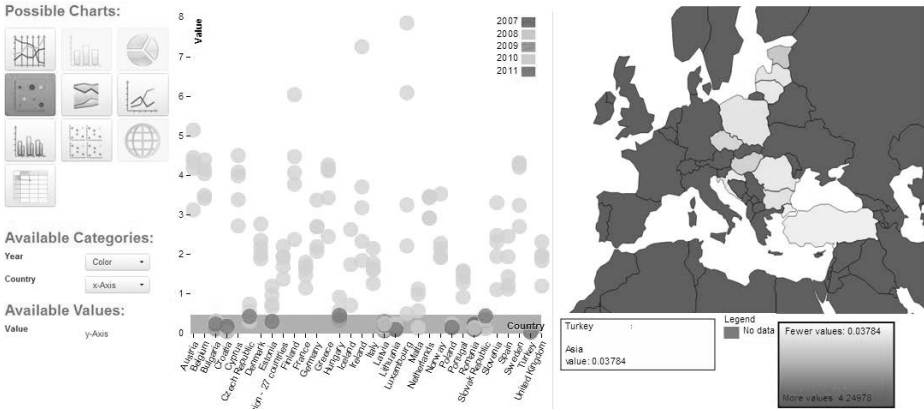 Possible Charts:
Available Categories:
Year
Color
Country
x-Axis
Available Values:
Value
y-Axis
Value
8
7
6
5
4
3
2
1
0
2007
2008
2009
2010
2011
Country
Austria
Belgium
Bulgaria
Croatia
Cyprus
Czech Republic
Denmark
Estonia
sion - 27 countries
Finland
France
Germany
Greece
Hungary
Iceland
Ireland
Italy
Latvia
Lithuania
Luxembourg
Malta
Netherlands
Norway
Poland
Portugal
Romania
Slovak Republic
Slovenia
Spain
Sweden
Turkey
United Kingdom
Turkey :
Asia
value: 0.03784
Legend
No data
Fewer values: 0.03784
More values: 4.24978